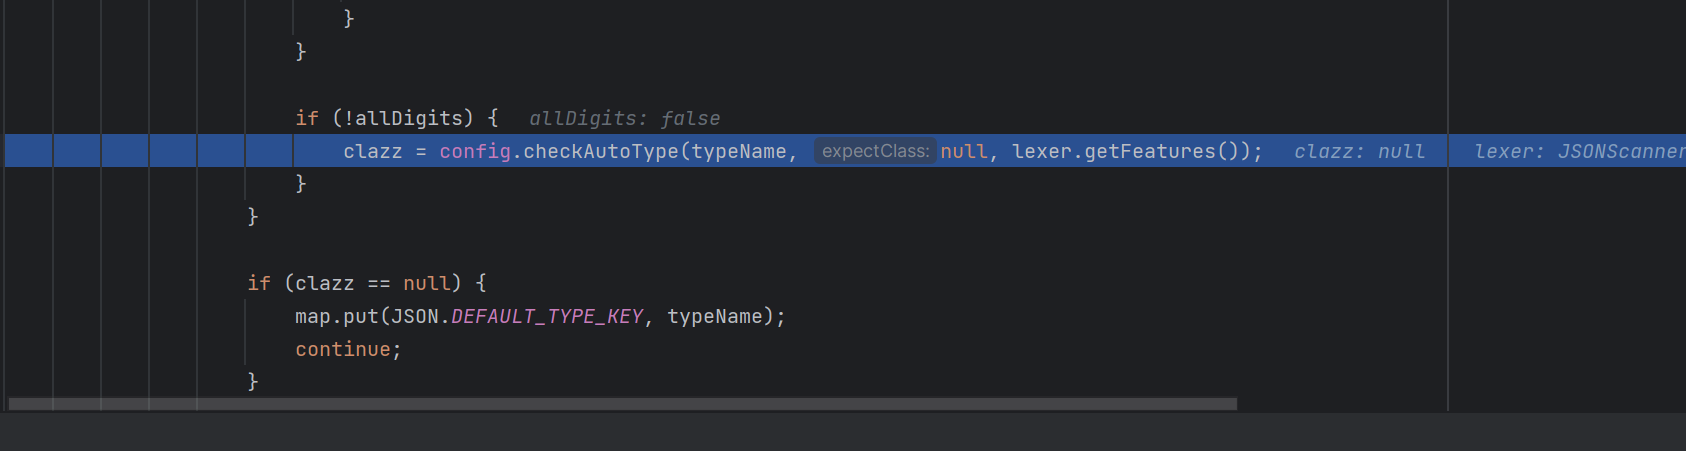 }
}
if (!allDigits) { allDigits: false
clazz = config.checkAutoType(typeName, expectClass: null, lexer.getFeatures()); clazz: null lexer: JSONScanner
}
}
if (clazz == null) {
map.put(JSON.DEFAULT_TYPE_KEY, typeName);
continue;
}